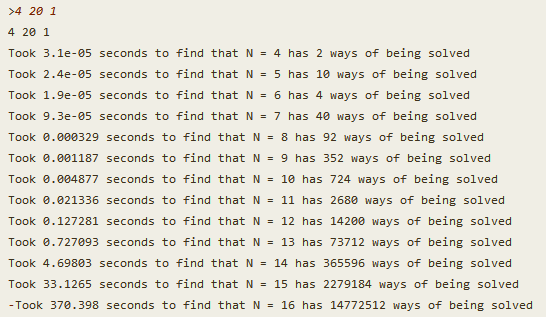 >4 20 1
4 20 1
Took 3.1e-05 seconds to find that N = 4 has 2 ways of being solved
Took 2.4e-05 seconds to find that N = 5 has 10 ways of being solved
Took 1.9e-05 seconds to find that N = 6 has 4 ways of being solved
Took 9.3e-05 seconds to find that N = 7 has 40 ways of being solved
Took 0.000329 seconds to find that N = 8 has 92 ways of being solved
Took 0.001187 seconds to find that N = 9 has 352 ways of being solved
Took 0.004877 seconds to find that N = 10 has 724 ways of being solved
Took 0.021336 seconds to find that N = 11 has 2680 ways of being solved
Took 0.127281 seconds to find that N = 12 has 14200 ways of being solved
Took 0.727093 seconds to find that N = 13 has 73712 ways of being solved
Took 4.69803 seconds to find that N = 14 has 365596 ways of being solved
Took 33.1265 seconds to find that N = 15 has 2279184 ways of being solved
-Took 370.398 seconds to find that N = 16 has 14772512 ways of being solved